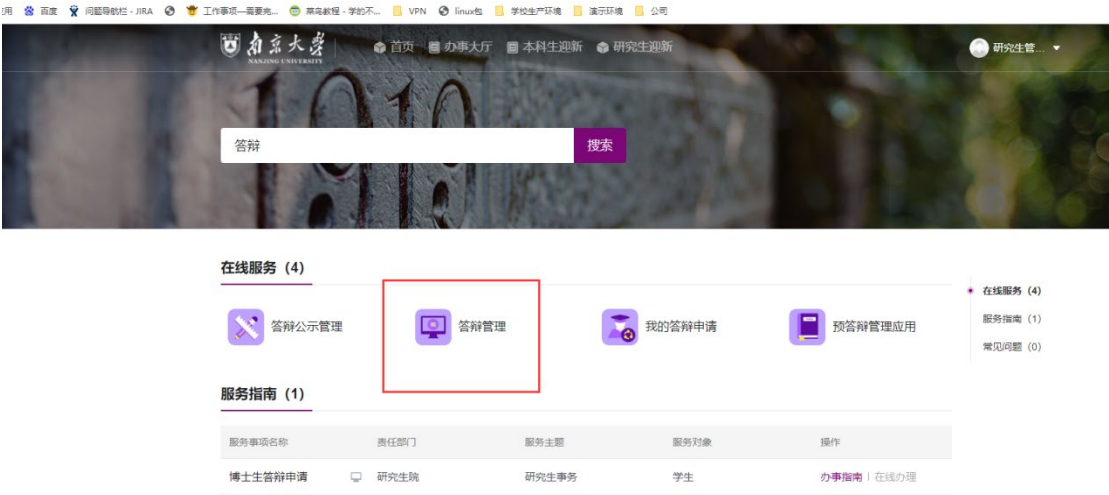 用 百度 问题导航栏 - JIRA 工作事项—需要完... 菜鸟教程 - 学的不... VPN linux包 学校生产环境 演示环境 公司
南京大学 NANJING UNIVERSITY 首页 办事大厅 本科生迎新 研究生迎新 研究生管... ▼
1919
答辩 搜索
在线服务（4）
答辩公示管理 答辩管理 我的答辩申请 预答辩管理应用
在线服务（4）
服务指南（1）
常见问题（0）
服务指南（1）
服务事项名称 责任部门 服务主题 服务对象 操作
博士生答辩申请 研究生院 研究生事务 学生 办事指南 | 在线办理